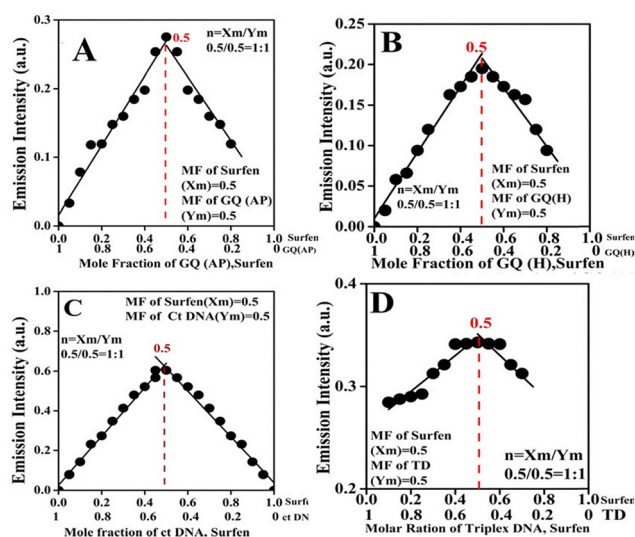 A
0.5
n=Xm/Ym
0.5/0.5=1:1
MF of Surfen
(Xm)=0.5
MF of GQ (AP)
(Ym)=0.5
Emission Intensity (a.u.)
0.3
0.2
0.1
0.0
0.0 0.2 0.4 0.6 0.8 1.0 Surfen
1 0.8 0.6 0.4 0.2 0 GQ(AP)
Mole Fraction of GQ (AP),Surfen
B
0.5
n=Xm/Ym
0.5/0.5=1:1
MF of Surfen
(Xm)=0.5
MF of GQ(H)
(Ym)=0.5
Emission Intensity (a.u.)
0.20
0.15
0.10
0.05
0.00
0.0 0.2 0.4 0.6 0.8 1.0 Surfen
1 0.8 0.6 0.4 0.2 0 GQ(H)
Mole Fraction of GQ (H),Surfen
C
MF of Surfen(Xm)=0.5
MF of Ct DNA(Ym)=0.5
n=Xm/Ym
0.5/0.5=1:1
0.5
Emission Intensity (a.u.)
1.0
0.8
0.6
0.4
0.2
0.0
0.0 0.2 0.4 0.6 0.8 1.0
1 0.8 0.6 0.4 0.2 0 ct DN
Mole fraction of ct DNA, Surfen
D
0.5
MF of Surfen
(Xm)=0.5
MF of TD
(Ym)=0.5
n=Xm/Ym
0.5/0.5=1:1
Emission Intensity (a.u.)
0.4
0.3
0.2
0.0 0.2 0.4 0.6 0.8 1.0 Surfen
1 0.8 0.6 0.4 0.2 0 TD
Molar Ration of Triplex DNA, Surfen